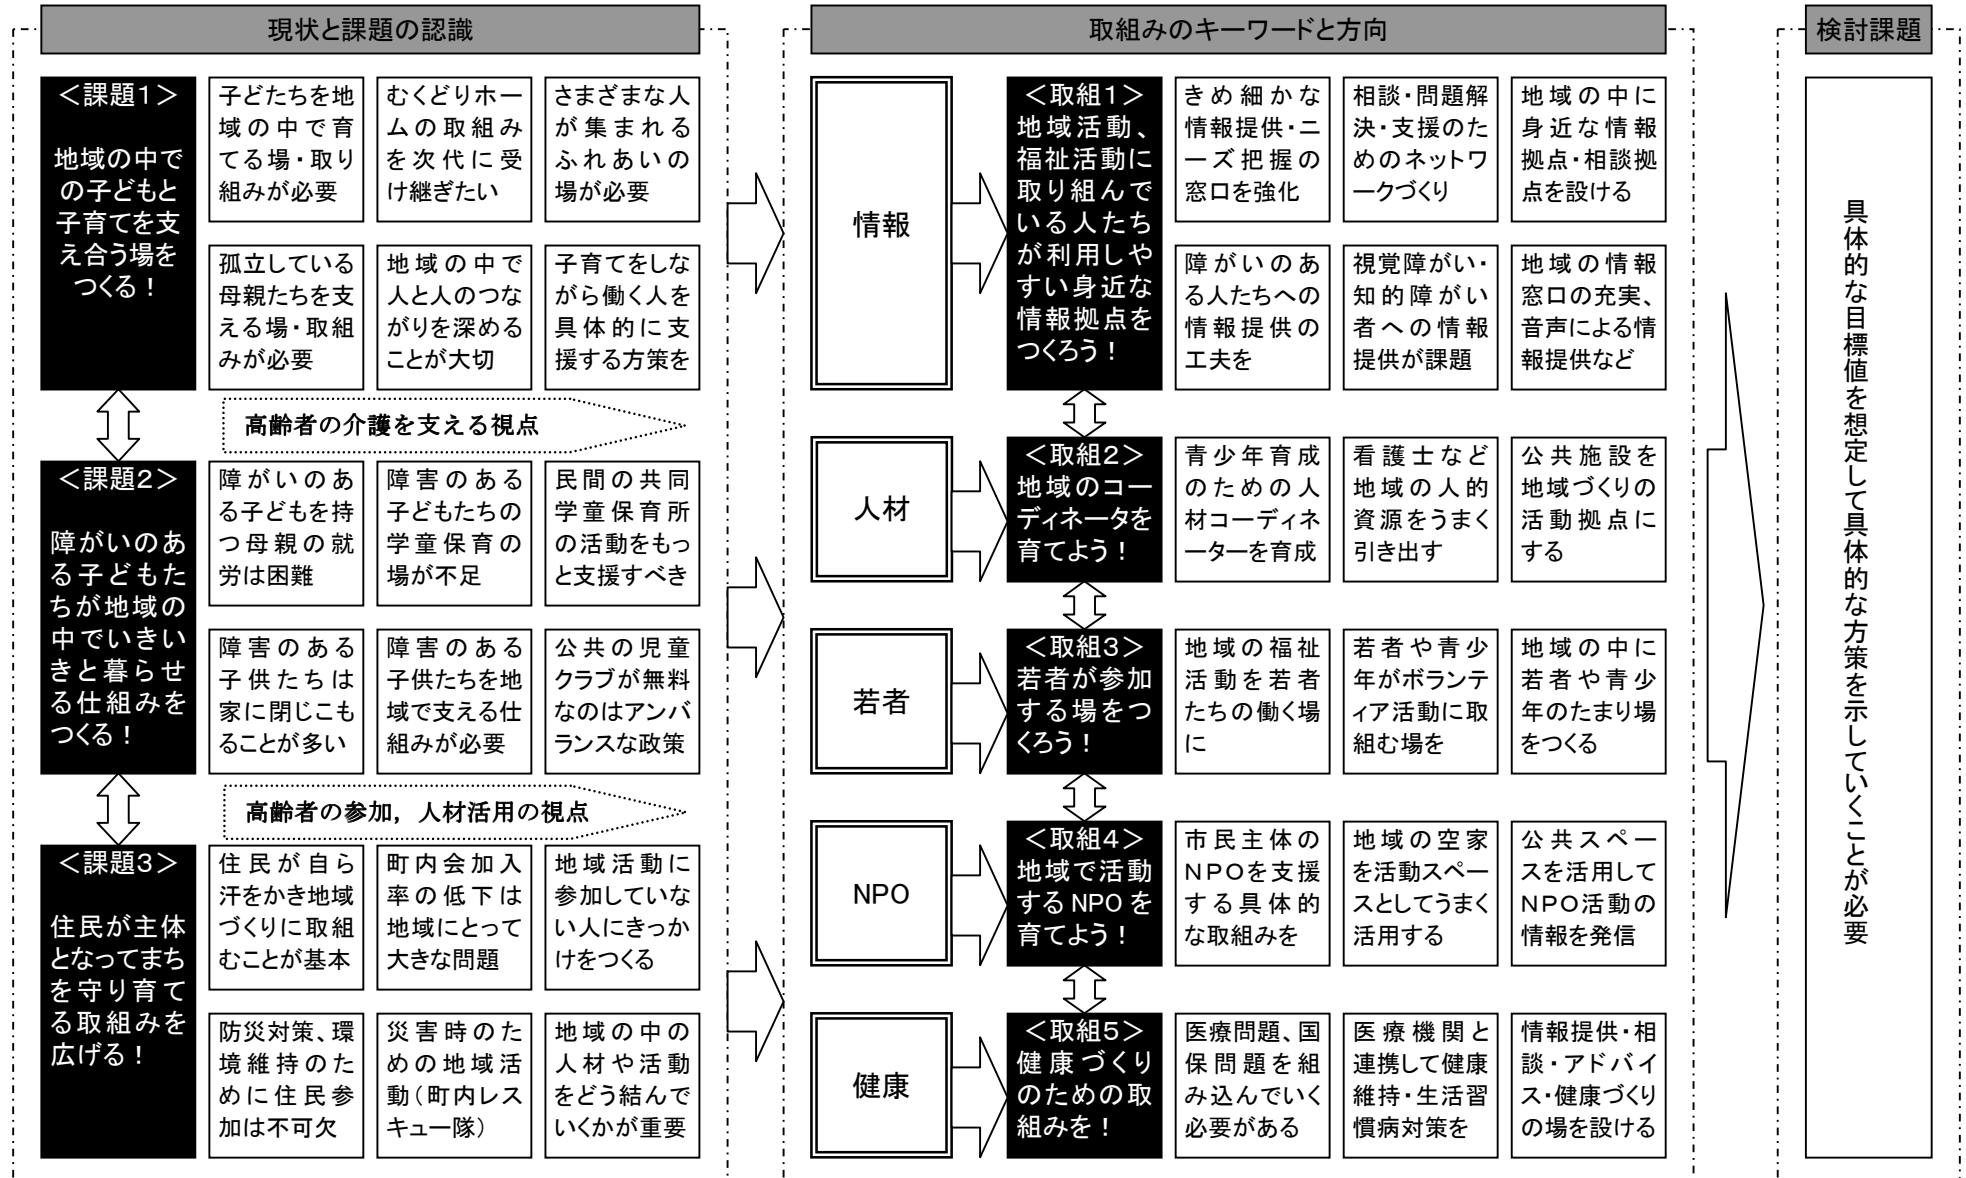 現状と課題の認識
取組みのキーワードと方向
検討課題
<課題1>
地域の中で
の子どもと
子育てを支
え合う場を
つくる！
子どたちを地
域の中で育
てる場・取り
組みが必要
むくどりホー
ムの取組み
を次代に受
け継ぎたい
さまざまな人
が集まれる
ふれあいの
場が必要
孤立している
母親たちを支
える場・取組
みが必要
地域の中で
人と人のつな
がりを深める
ことが大切
子育てをしな
がら働く人を
具体的に支
援する方策を
高齢者の介護を支える視点
<課題2>
障がいのあ
る子どもた
ちが地域の
中でいきい
きと暮らせ
る仕組みを
つくる！
障がいのあ
る子どもを持
つ母親の就
労は困難
障害のある
子どもたちの
学童保育の
場が不足
民間の共同
学童保育所
の活動をもっ
と支援すべき
障害のある
子供たちは
家に閉じこも
ることが多い
障害のある
子供たちを地
域で支える仕
組みが必要
公共の児童
クラブが無料
なのはアンバ
ランスな政策
高齢者の参加，人材活用の視点
<課題3>
住民が主体
となってまち
を守り育て
る取組みを
広げる！
住民が自ら
汗をかき地域
づくりに取組
むことが基本
町内会加入
率の低下は
地域にとって
大きな問題
地域活動に
参加していな
い人にきっか
けをつくる
防災対策、環
境維持のた
めに住民参
加は不可欠
災害時のた
めの地域活
動（町内レス
キュー隊）
地域の中の
人材や活動
をどう結んで
いくかが重要
情報
<取組1>
地域活動、
福祉活動に
取り組んで
いる人たち
が利用しや
すい身近な
情報拠点を
つくろう！
きめ細かな
情報提供・ニ
ーズ把握の
窓口を強化
相談・問題解
決・支援のた
めのネットワ
ークづくり
地域の中に
身近な情報
拠点・相談拠
点を設ける
障がいのあ
る人たちへの
情報提供の
工夫を
視覚障がい・
知的障がい
者への情報
提供が課題
地域の情報
窓口の充実、
音声による情
報提供など
人材
<取組2>
地域のコー
ディネータを
育てよう！
青少年育成
のための人
材コーディネ
ーターを育成
看護士など
地域の人的
資源をうまく
引き出す
公共施設を
地域づくりの
活動拠点に
する
若者
<取組3>
若者が参加
する場をつ
くろう！
地域の福祉
活動を若者
たちの働く場
に
若者や青少
年がボランテ
ィア活動に取
組む場を
地域の中に
若者や青少
年のたまり場
をつくる
NPO
<取組4>
地域で活動
する NPO を
育てよう！
市民主体の
ＮＰＯを支援
する具体的
な取組みを
地域の空家
を活動スペー
スとしてうまく
活用する
公共スペー
スを活用して
ＮＰＯ活動の
情報を発信
健康
<取組5>
健康づくり
のための取
組みを！
医療問題、国
保問題を組
み込んでいく
必要がある
医療機関と
連携して健康
維持・生活習
慣病対策を
情報提供・相
談・アドバイ
ス・健康づくり
の場を設ける
具体的な目標値を想定して具体的な方策を示していくことが必要